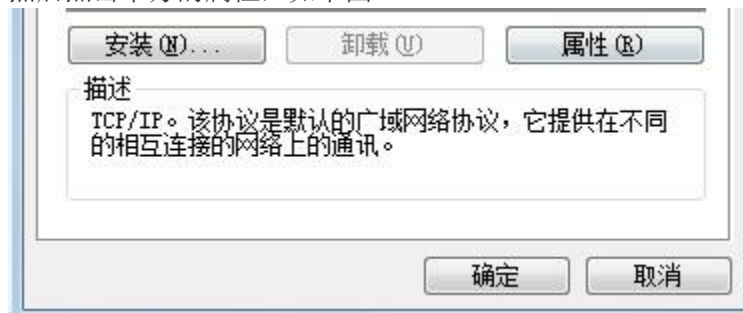 安装(N)... 卸载(U) 属性(R)
描述
TCP/IP。该协议是默认的广域网络协议，它提供在不同
的相互连接的网络上的通讯。
确定 取消